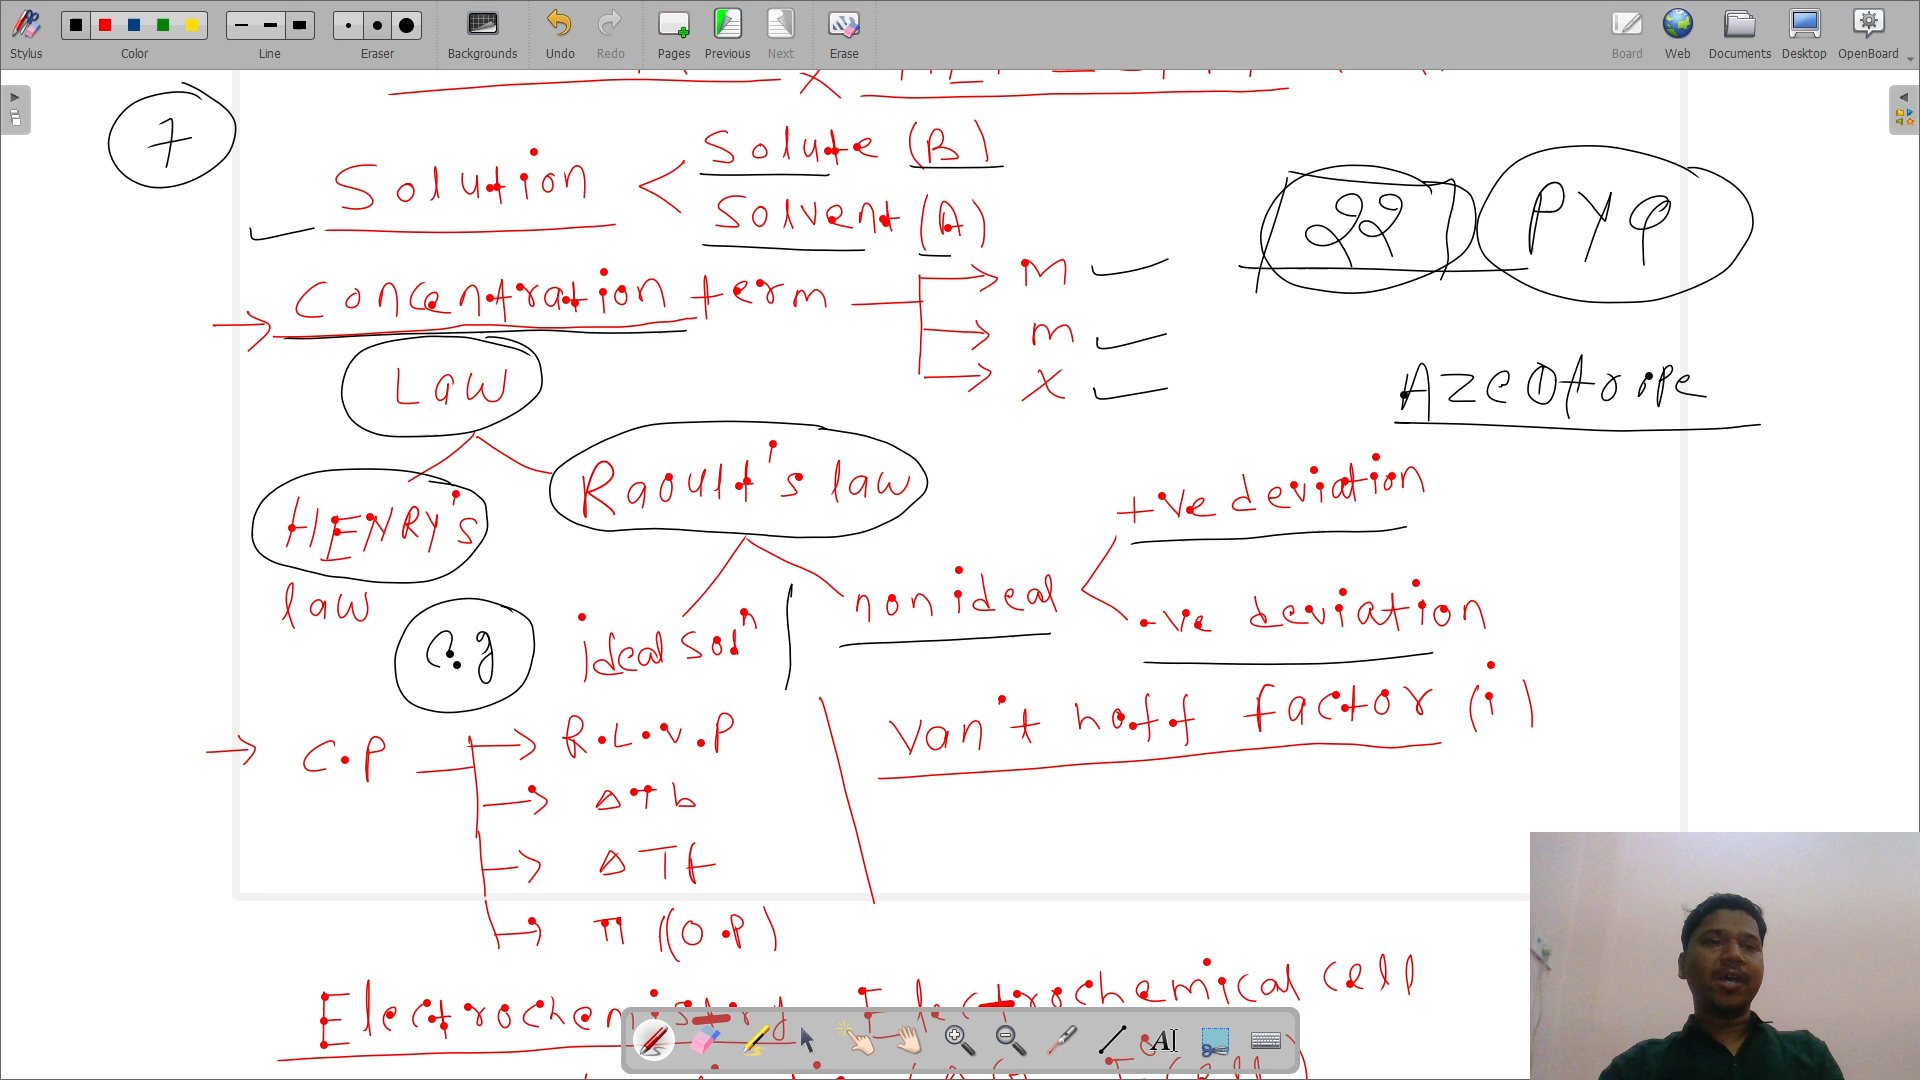 Stylus Color Line Eraser Backgrounds Undo Redo Pages Previous Next Erase Board Web Documents Desktop OpenBoard
7
Solution < Solute (B)
Solvent (A)
22 PYQ
→ Concentration term → M
→ m
→ X
Azeotrope
Law
HENRY's law
Raoult's law
e.g
ideal solⁿ
non ideal
+ve deviation
-ve deviation
→ C.P → R.L.V.P
→ ΔTb
→ ΔTf
→ π (O.P)
Van't hoff factor (i)
Electrochemistry Electrochemical cell